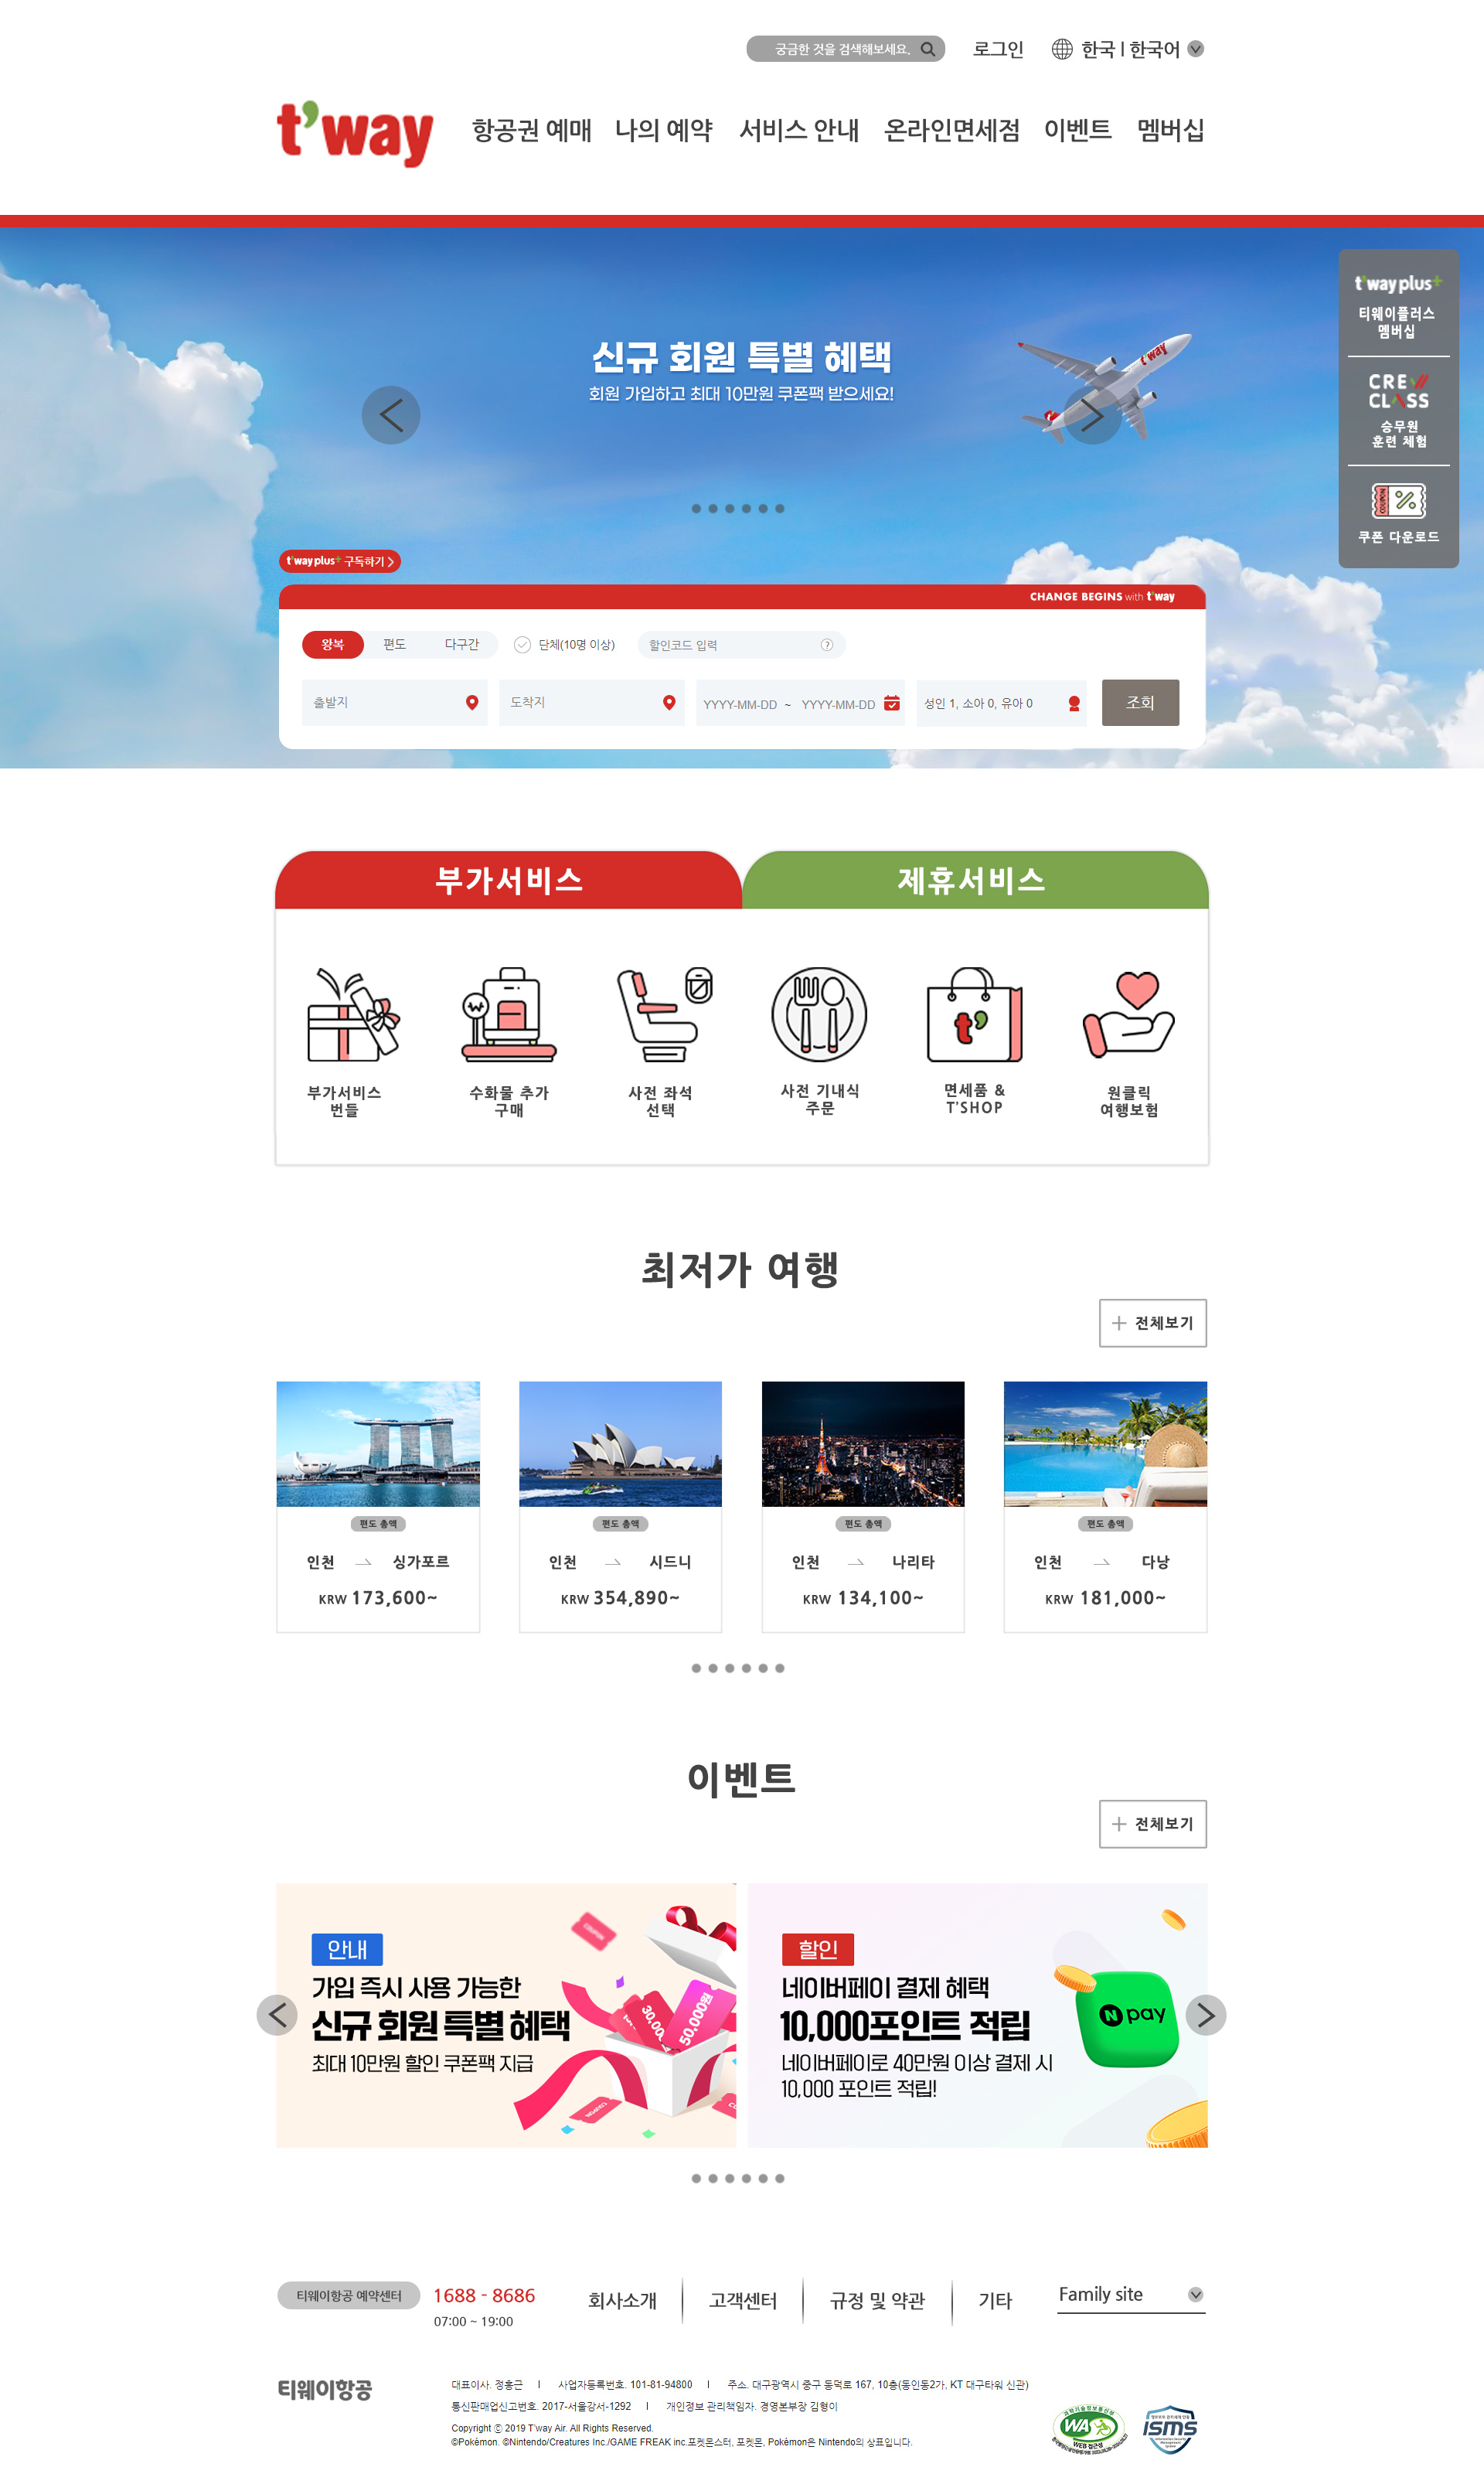 궁금한 것을 검색해보세요.
로그인
한국 | 한국어
t'way
항공권 예매
나의 예약
서비스 안내
온라인면세점
이벤트
멤버십
t'way plus+
티웨이플러스
멤버십
CREW
CLASS
승무원
훈련 체험
COUPON
%
쿠폰 다운로드
신규 회원 특별 혜택
회원 가입하고 최대 10만원 쿠폰팩 받으세요!
t'way
t'way plus+ 구독하기 >
CHANGE BEGINS with t'way
왕복
편도
다구간
단체(10명 이상)
할인코드 입력
?
출발지
도착지
YYYY-MM-DD ~ YYYY-MM-DD
성인 1, 소아 0, 유아 0
조회
부가서비스
제휴서비스
W
t'
부가서비스
번들
수화물 추가
구매
사전 좌석
선택
사전 기내식
주문
면세품 &
T'SHOP
원클릭
여행보험
최저가 여행
+ 전체보기
편도 총액
인천 → 싱가포르
KRW 173,600~
편도 총액
인천 → 시드니
KRW 354,890~
편도 총액
인천 → 나리타
KRW 134,100~
편도 총액
인천 → 다낭
KRW 181,000~
이벤트
+ 전체보기
안내
가입 즉시 사용 가능한
신규 회원 특별 혜택
최대 10만원 할인 쿠폰팩 지급
COUPON
30,000
50,000원
COUPON
할인
네이버페이 결제 혜택
10,000포인트 적립
네이버페이로 40만원 이상 결제 시
10,000 포인트 적립!
N pay
티웨이항공 예약센터
1688 - 8686
07:00 ~ 19:00
회사소개
고객센터
규정 및 약관
기타
Family site
티웨이항공
대표이사. 정홍근 | 사업자등록번호. 101-81-94800 | 주소. 대구광역시 중구 동덕로 167, 10층(동인동2가, KT 대구타워 신관)
통신판매업신고번호. 2017-서울강서-1292 | 개인정보 관리책임자. 경영본부장 김형이
Copyright ⓒ 2019 T'way Air. All Rights Reserved.
©Pokémon. ©Nintendo/Creatures Inc./GAME FREAK inc.포켓몬스터, 포켓몬, Pokémon은 Nintendo의 상표입니다.
WA
WEB 접근성
ISMS